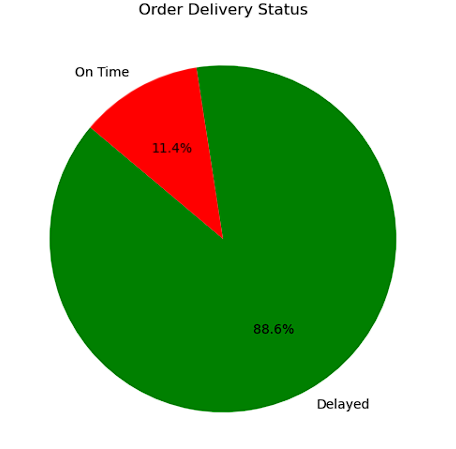 Order Delivery Status
On Time
11.4%
88.6%
Delayed